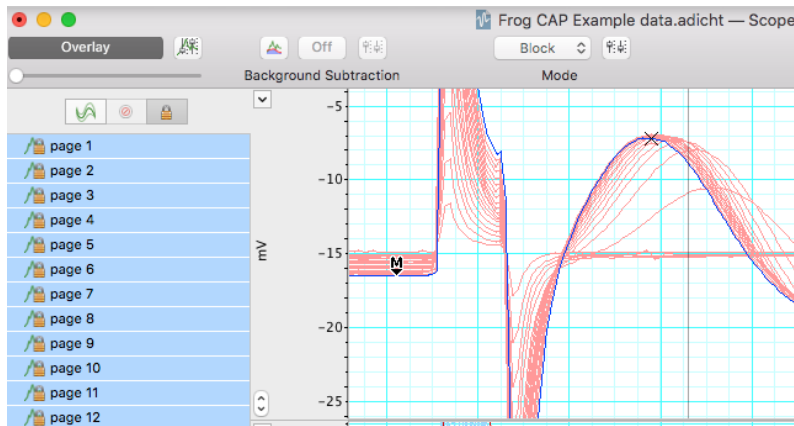 Frog CAP Example data.adicht — Scope
Overlay
Off
Block
Background Subtraction
Mode
page 1
page 2
page 3
page 4
page 5
page 6
page 7
page 8
page 9
page 10
page 11
page 12
mV
-5
-10
-15
-20
-25
M